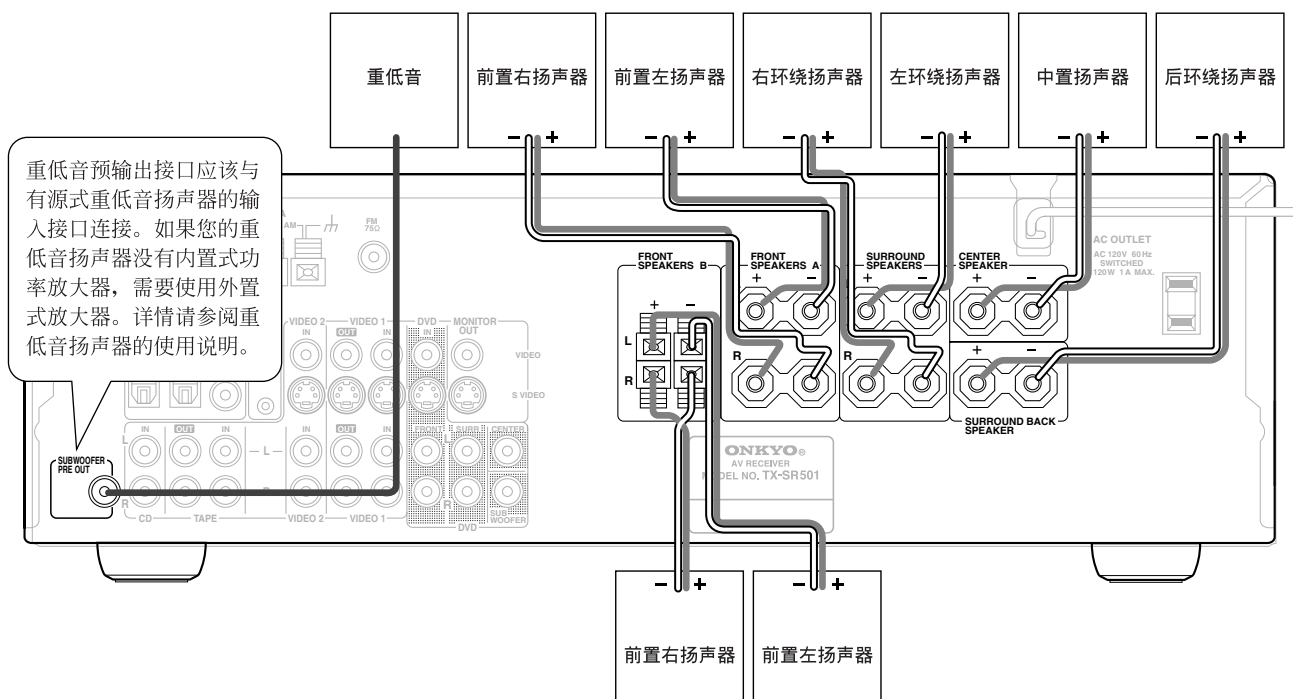 重低音
前置右扬声器
前置左扬声器
右环绕扬声器
左环绕扬声器
中置扬声器
后环绕扬声器
− +
− +
− +
− +
− +
− +
重低音预输出接口应该与
有源式重低音扬声器的输
入接口连接。如果您的重
低音扬声器没有内置式功
率放大器，需要使用外置
式放大器。详情请参阅重
低音扬声器的使用说明。
AM
FM
75Ω
AC OUTLET
AC 120V 60Hz
SWITCHED
120W 1 A MAX.
FRONT
SPEAKERS B
FRONT
SPEAKERS A
SURROUND
SPEAKERS
CENTER
SPEAKER
+ −
+ −
+ −
+ −
L
R
R
R
+ −
SURROUND BACK
SPEAKER
VIDEO 2
VIDEO 1
DVD
MONITOR
OUT
IN
OUT
IN
IN
VIDEO
S VIDEO
IN
OUT
IN
L
IN
OUT
IN
FRONT
SURR
CENTER
L
L
R
R
SUB
WOOFER
CD
TAPE
VIDEO 2
VIDEO 1
DVD
SUBWOOFER
PRE OUT
ONKYO®
AV RECEIVER
MODEL NO. TX-SR501
− +
− +
前置右扬声器
前置左扬声器